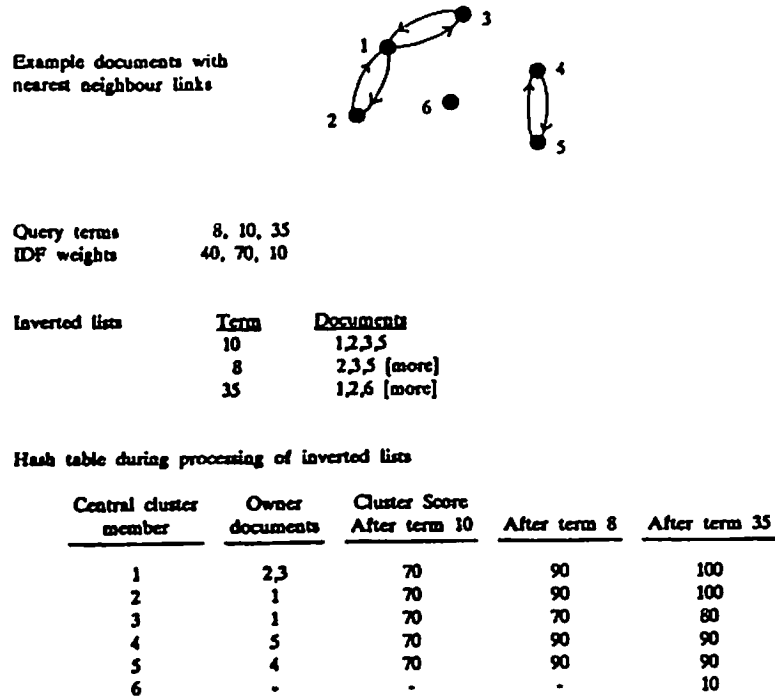 3
1
Example documents with
nearest neighbour links
4
6
2
5
Query terms 8, 10, 35
IDF weights 40, 70, 10
Inverted lists Term Documents
10 1,2,3,5
8 2,3,5 [more]
35 1,2,6 [more]
Hash table during processing of inverted lists
Central cluster Owner Cluster Score
member documents After term 10 After term 8 After term 35
1 2,3 70 90 100
2 1 70 90 100
3 1 70 70 80
4 5 70 90 90
5 4 70 90 90
6 - - - 10